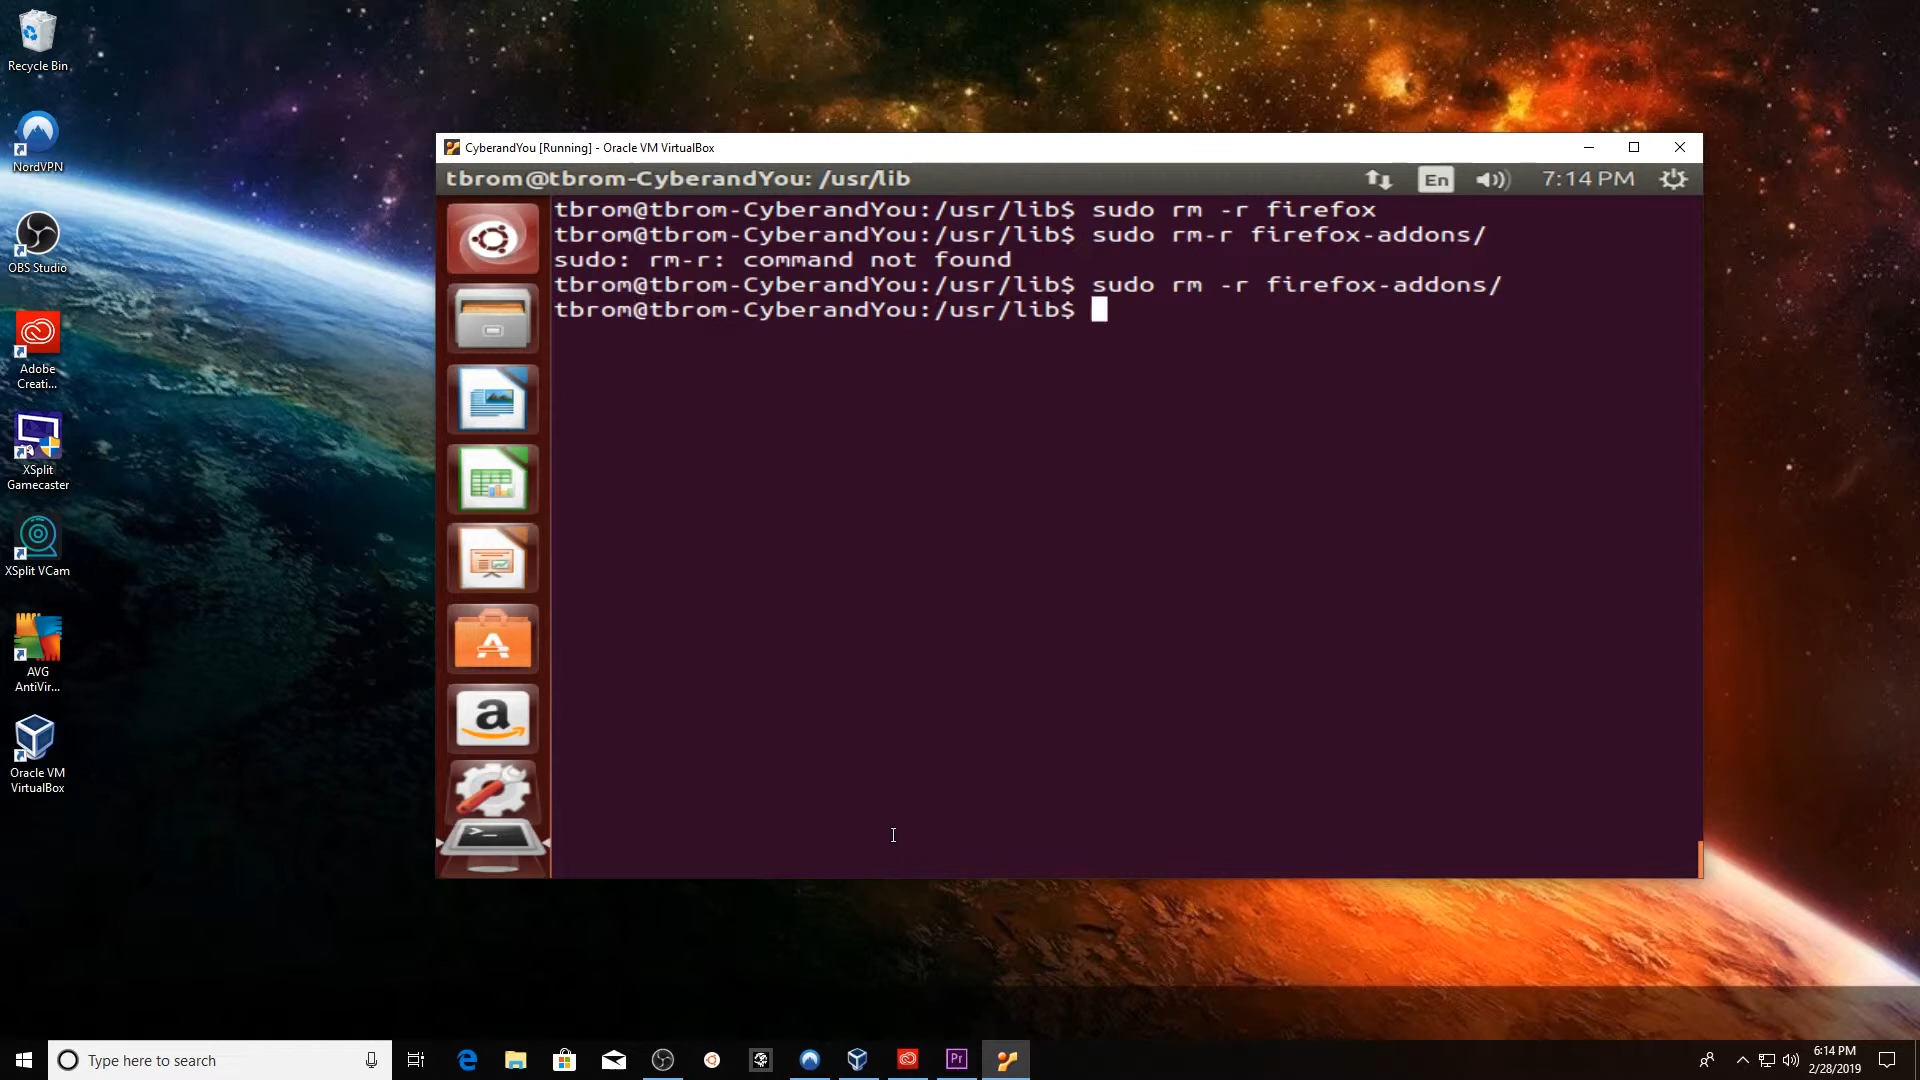 Recycle Bin
NordVPN
OBS Studio
Adobe
Creati...
XSplit
Gamecaster
XSplit VCam
AVG
AntiVir...
Oracle VM
VirtualBox
CyberandYou [Running] - Oracle VM VirtualBox
tbrom@tbrom-CyberandYou: /usr/lib
En
7:14 PM
tbrom@tbrom-CyberandYou:/usr/lib$ sudo rm -r firefox
tbrom@tbrom-CyberandYou:/usr/lib$ sudo rm-r firefox-addons/
sudo: rm-r: command not found
tbrom@tbrom-CyberandYou:/usr/lib$ sudo rm -r firefox-addons/
tbrom@tbrom-CyberandYou:/usr/lib$
Type here to search
Pr
6:14 PM
2/28/2019